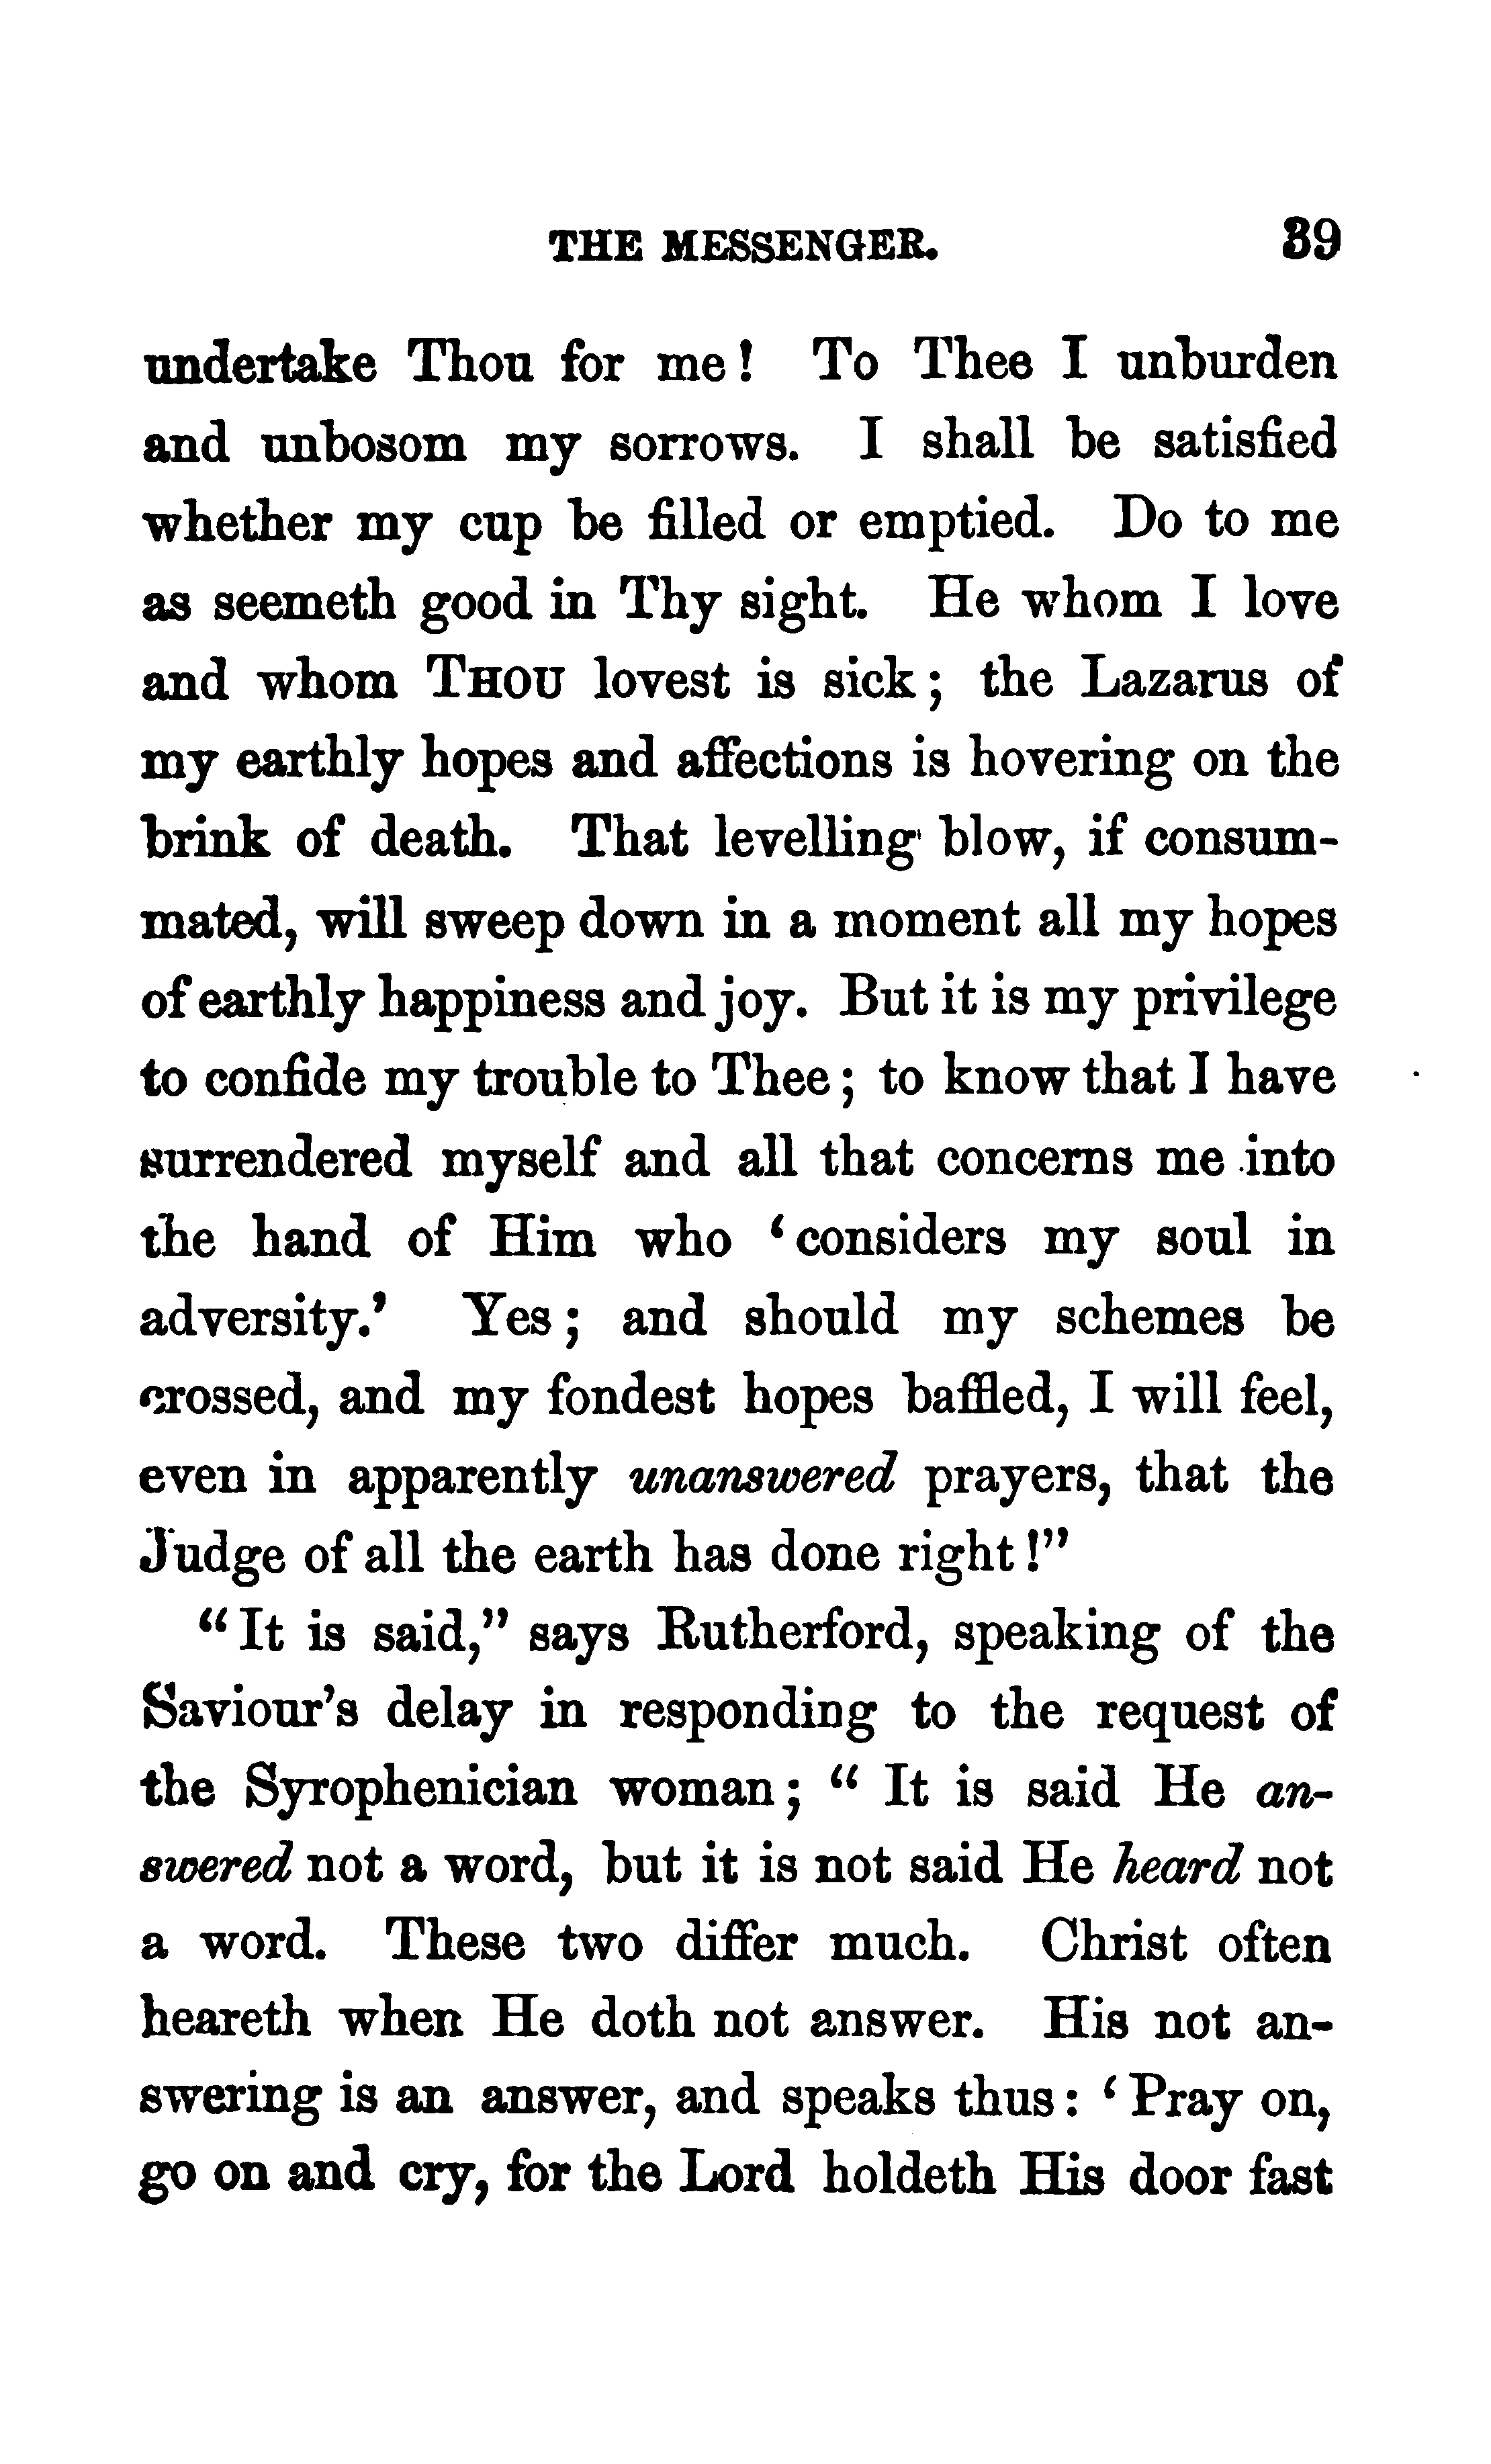 THE MESSENGER. 39
undertake Thou for me! To Thee I unburden
and unbosom my sorrows. I shall be satisfied
whether my cup be filled or emptied. Do to me
as seemeth good in Thy sight. He whom I love
and whom THOU lovest is sick; the Lazarus of
my earthly hopes and affections is hovering on the
brink of death. That levelling blow, if consum-
mated, will sweep down in a moment all my hopes
of earthly happiness and joy. But it is my privilege
to confide my trouble to Thee; to know that I have
surrendered myself and all that concerns me into
the hand of Him who ‘considers my soul in
adversity.’ Yes; and should my schemes be
crossed, and my fondest hopes baffled, I will feel,
even in apparently unanswered prayers, that the
Judge of all the earth has done right!”
“It is said,” says Rutherford, speaking of the
Saviour’s delay in responding to the request of
the Syrophenician woman; “It is said He an-
swered not a word, but it is not said He heard not
a word. These two differ much. Christ often
heareth when He doth not answer. His not an-
swering is an answer, and speaks thus: ‘Pray on,
go on and cry, for the Lord holdeth His door fast